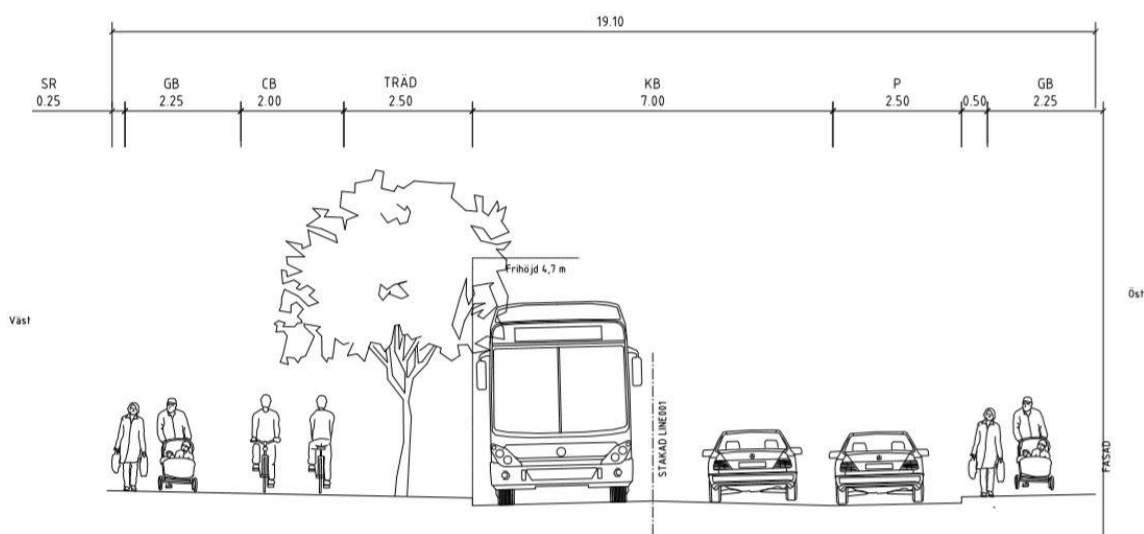 19.10
SR GB CB TRÄD KB P GB
0.25 2.25 2.00 2.50 7.00 2.50 0.50 2.25
Frihöjd 4,7 m
Väst
Öst
STAKAD LINE001
FASAD